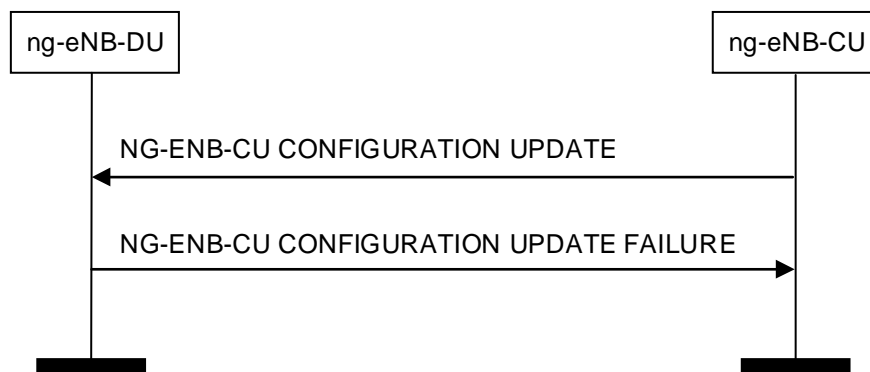 ng-eNB-DU
ng-eNB-CU
NG-ENB-CU CONFIGURATION UPDATE
NG-ENB-CU CONFIGURATION UPDATE FAILURE